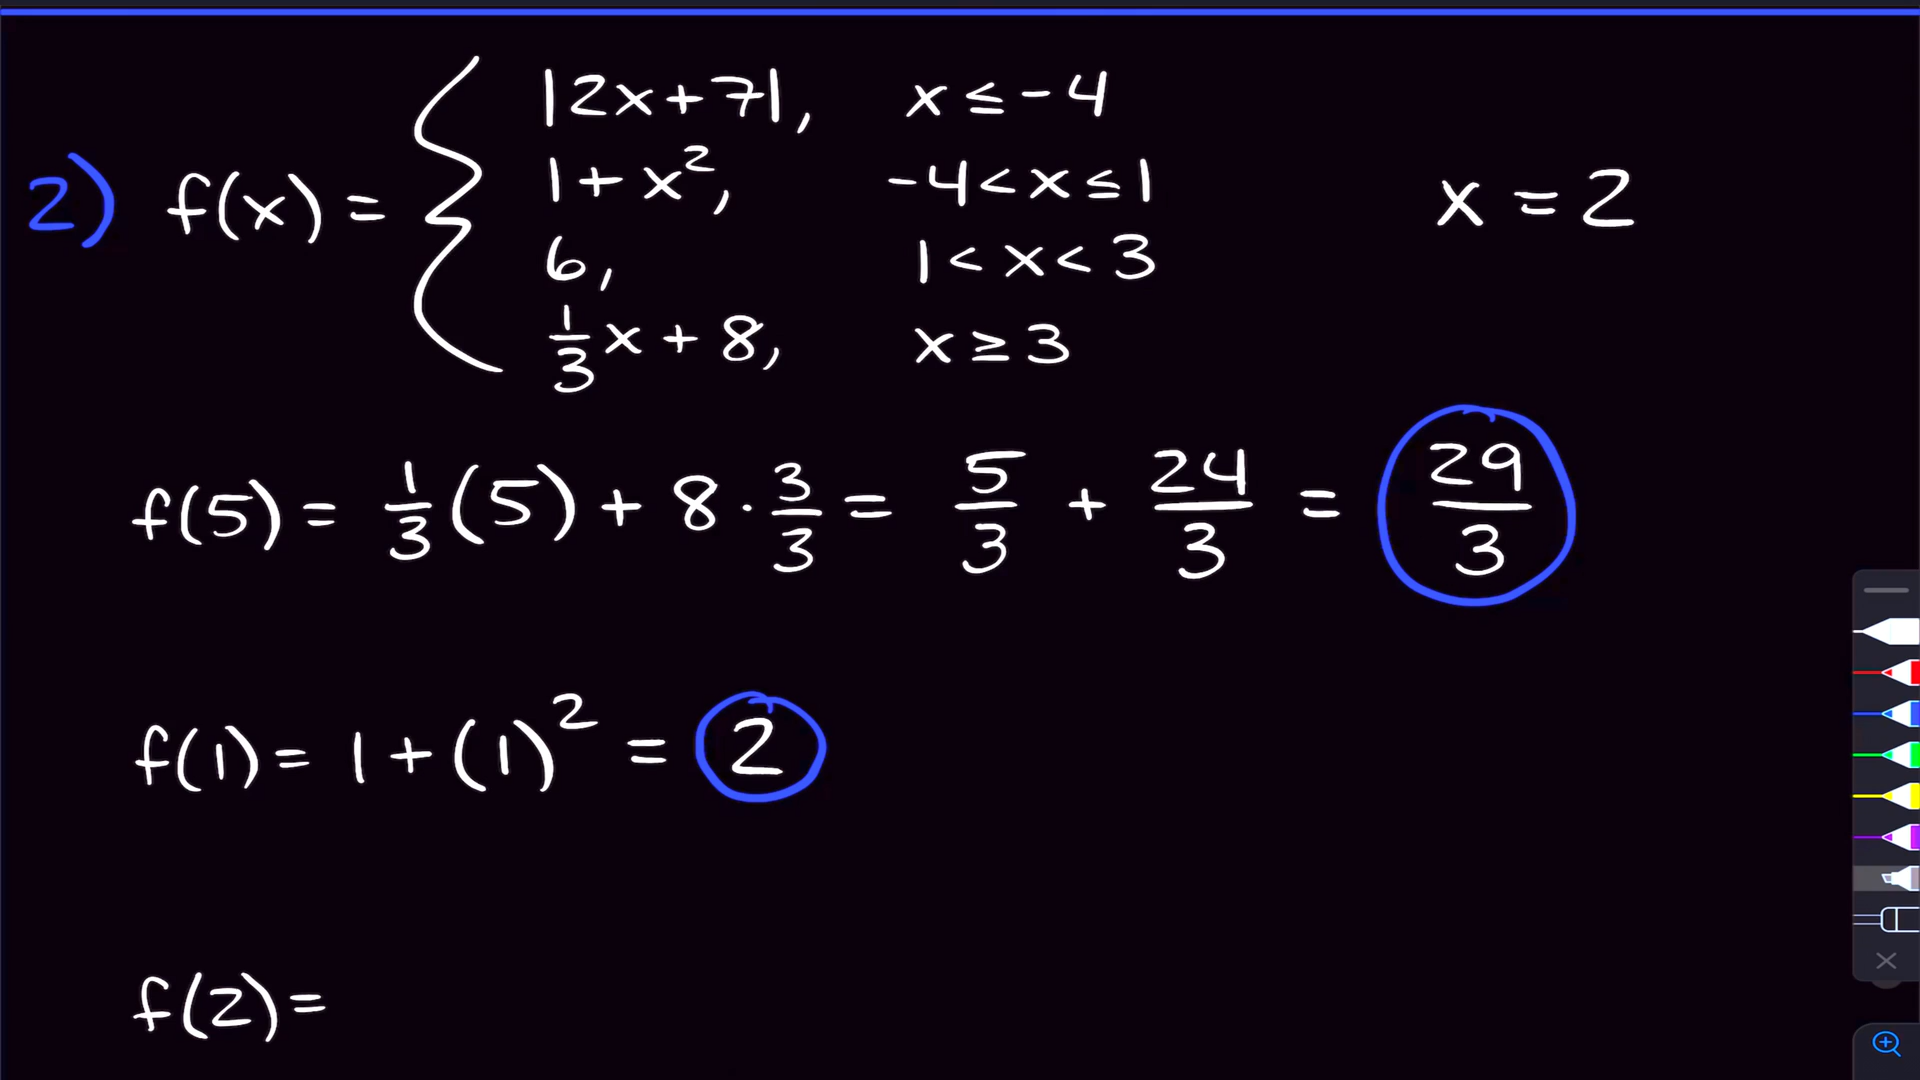 2) f(x) = { |2x+7|, x ≤ -4
1 + x², -4 < x ≤ 1
6, 1 < x < 3
1/3 x + 8, x ≥ 3
x = 2
f(5) = 1/3 (5) + 8 · 3/3 = 5/3 + 24/3 = 29/3
f(1) = 1 + (1)² = 2
f(2) =